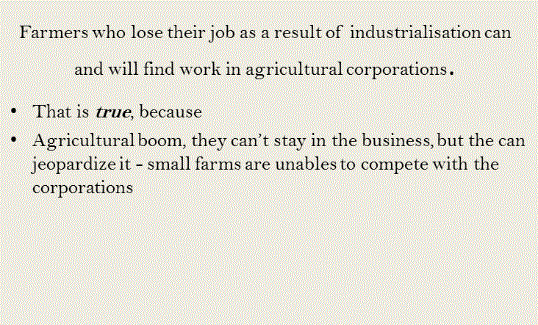 Farmers who lose their job as a result of industrialisation can
and will find work in agricultural corporations.
• That is true, because
• Agricultural boom, they can't stay in the business, but the can
jeopardize it – small farms are unables to compete with the
corporations